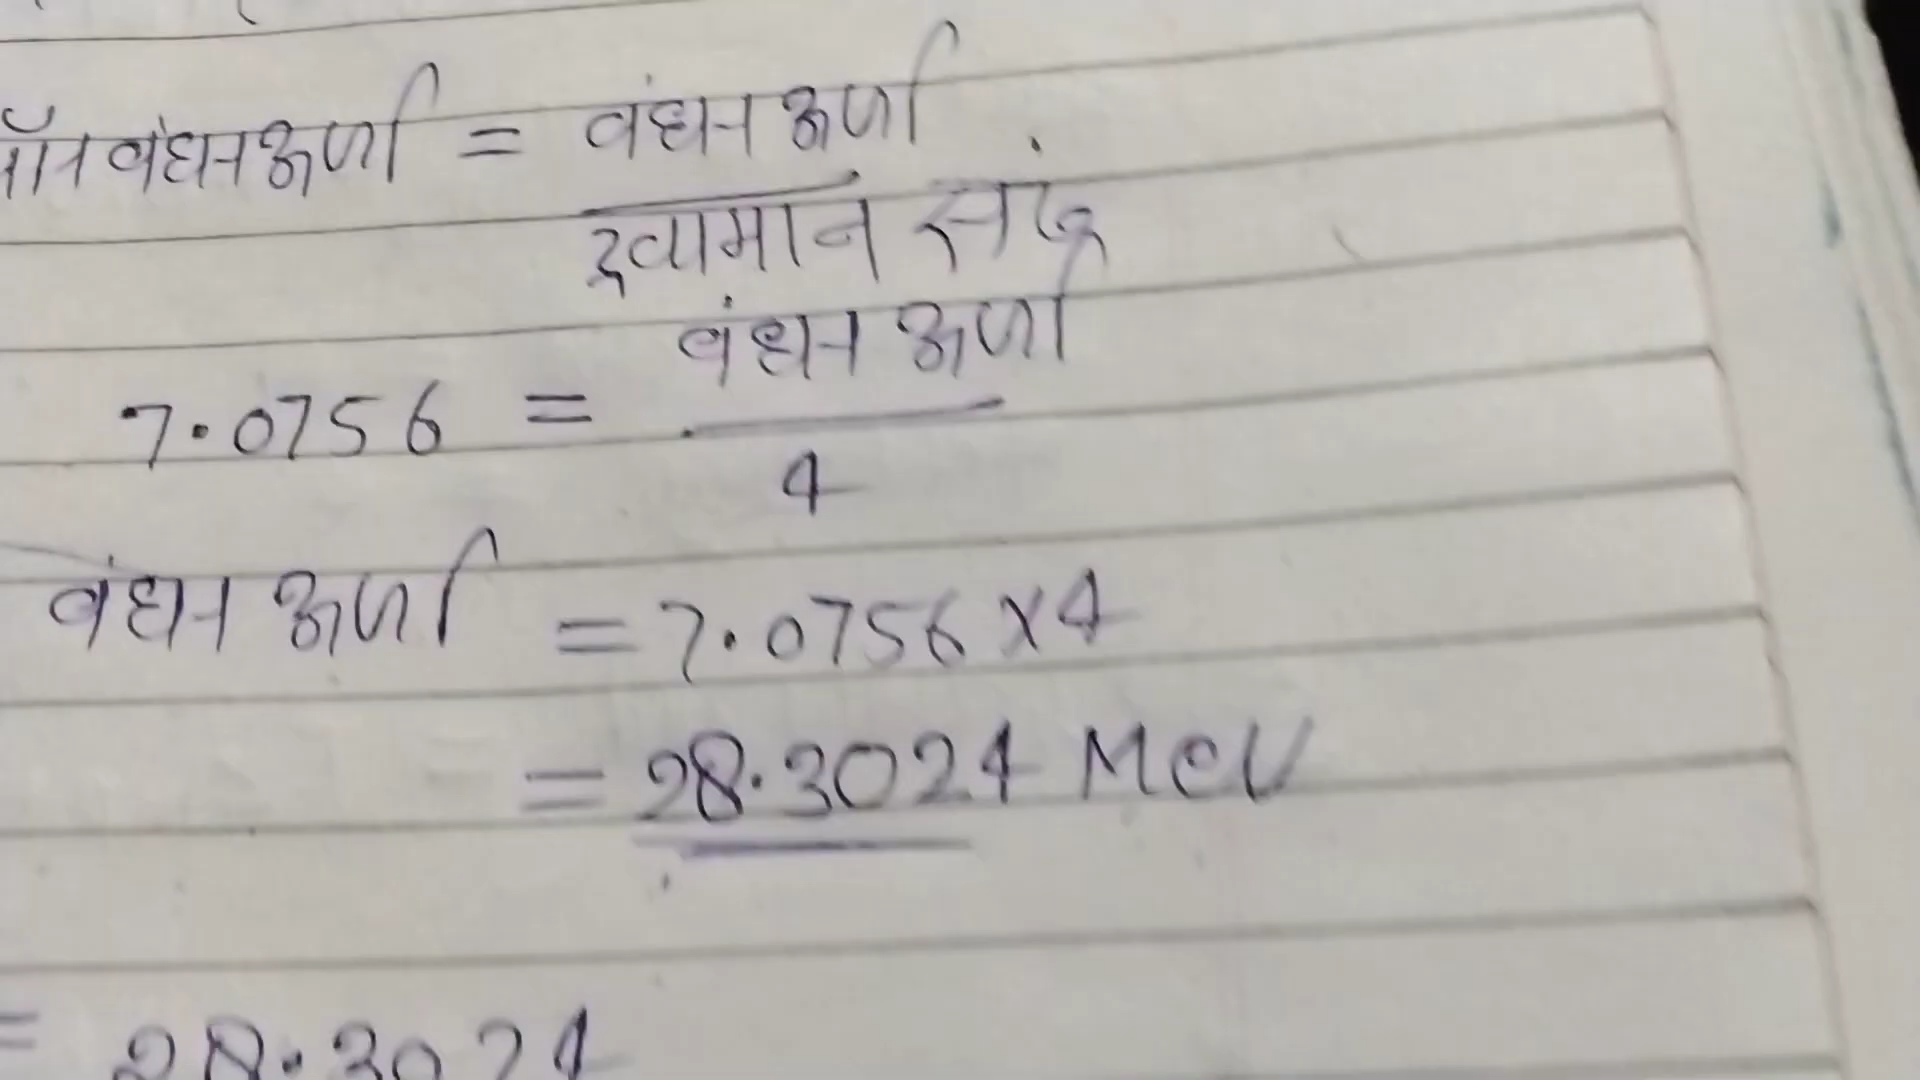 बंधन ऊर्जा = बंधन ऊर्जा
द्रव्यमान
7.0756 = बंधन ऊर्जा
4
बंधन ऊर्जा = 7.0756 x 4
= 28.3024 MeV
= 28.3024